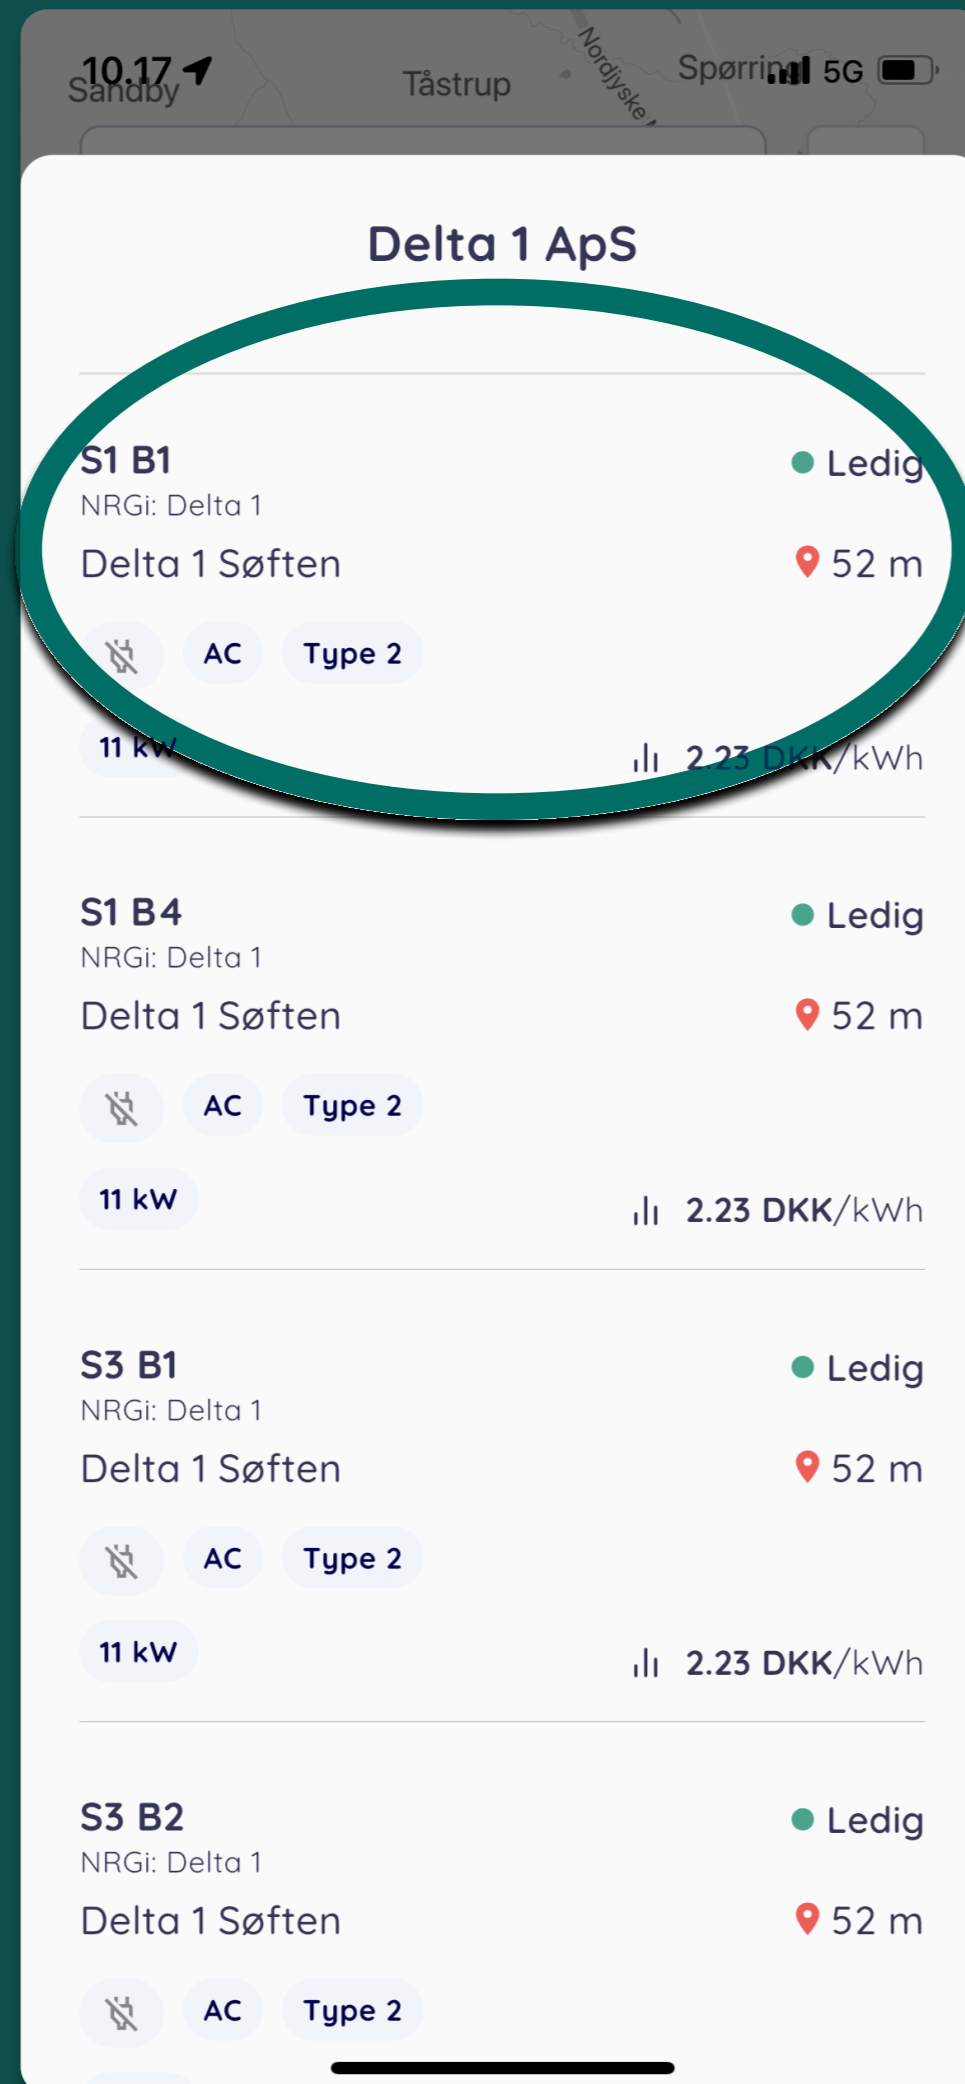 10.17
5G
Sandby
Tåstrup
Nordjyske
Spørring
Delta 1 ApS
S1 B1
Ledig
NRGi: Delta 1
Delta 1 Søften
52 m
AC
Type 2
11 kW
2.23 DKK/kWh
S1 B4
Ledig
NRGi: Delta 1
Delta 1 Søften
52 m
AC
Type 2
11 kW
2.23 DKK/kWh
S3 B1
Ledig
NRGi: Delta 1
Delta 1 Søften
52 m
AC
Type 2
11 kW
2.23 DKK/kWh
S3 B2
Ledig
NRGi: Delta 1
Delta 1 Søften
52 m
AC
Type 2